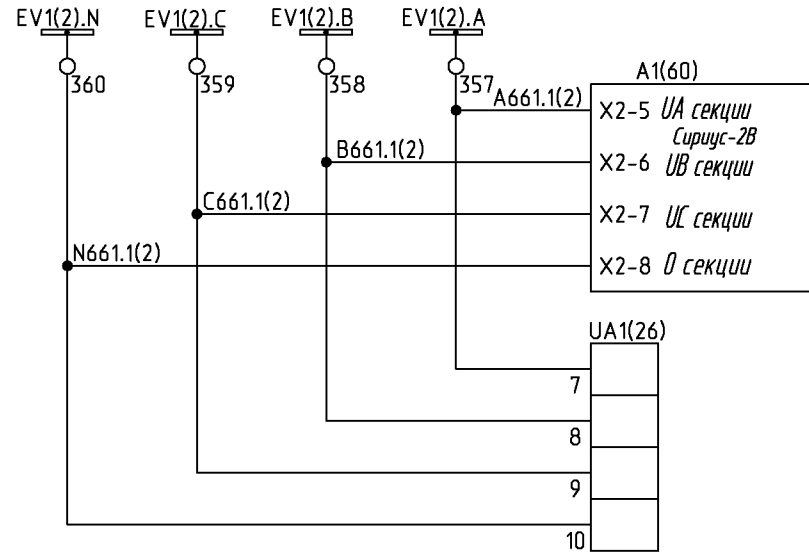 EV1(2).N EV1(2).C EV1(2).B EV1(2).A
360 359 358 357
A1(60)
A661.1(2) X2-5 UA секции
Сириус-2В
B661.1(2) X2-6 UB секции
C661.1(2) X2-7 UC секции
N661.1(2) X2-8 0 секции
UA1(26)
7
8
9
10